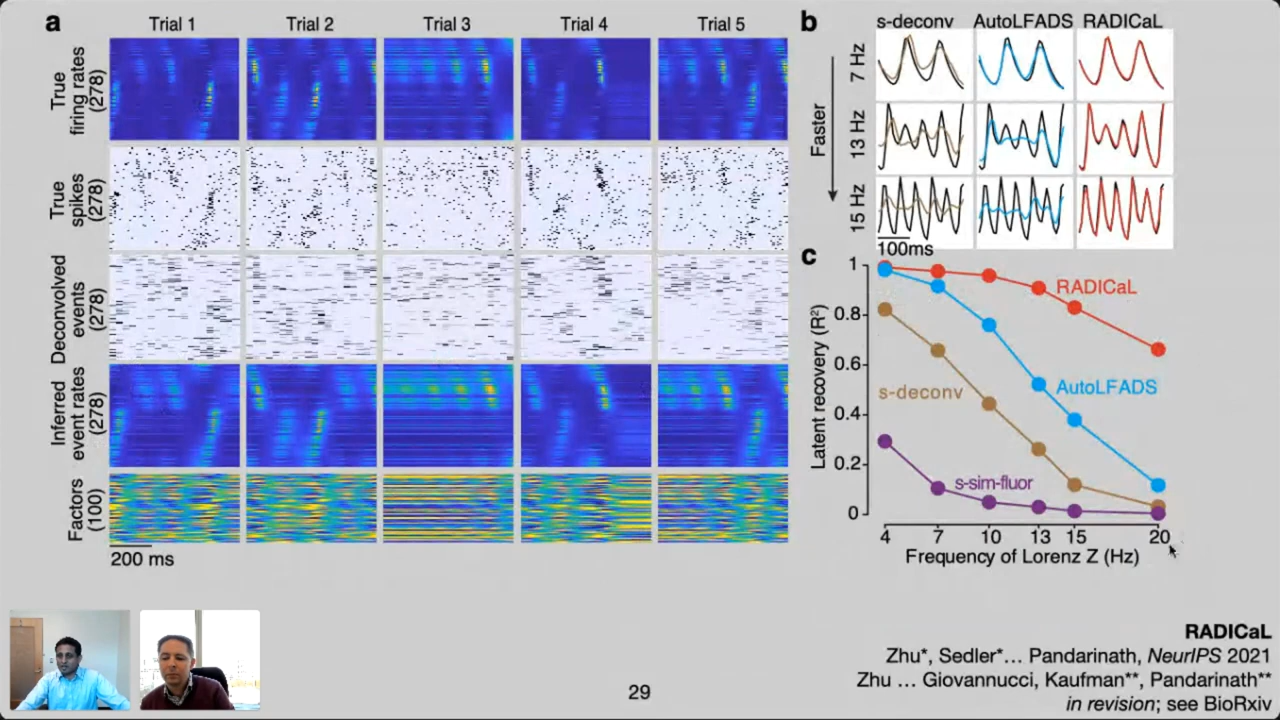 a
Trial 1 Trial 2 Trial 3 Trial 4 Trial 5
True
firing rates
(278)
True
spikes
(278)
Deconvolved
events
(278)
Inferred
event rates
(278)
Factors
(100)
200 ms
b
s-deconv AutoLFADS RADICaL
Faster
7 Hz
13 Hz
15 Hz
100ms
c
Latent recovery (R²)
1
0.8
0.6
0.4
0.2
0
RADICaL
AutoLFADS
s-deconv
s-sim-fluor
4 7 10 13 15 20
Frequency of Lorenz Z (Hz)
RADICaL
Zhu*, Sedler*... Pandarinath, NeurIPS 2021
Zhu ... Giovannucci, Kaufman**, Pandarinath**
in revision; see BioRxiv
29